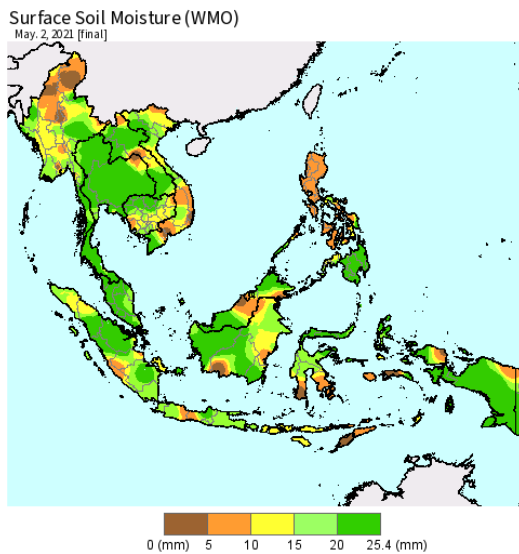 Surface Soil Moisture (WMO)
May. 2, 2021 [final]
0 (mm) 5 10 15 20 25.4 (mm)